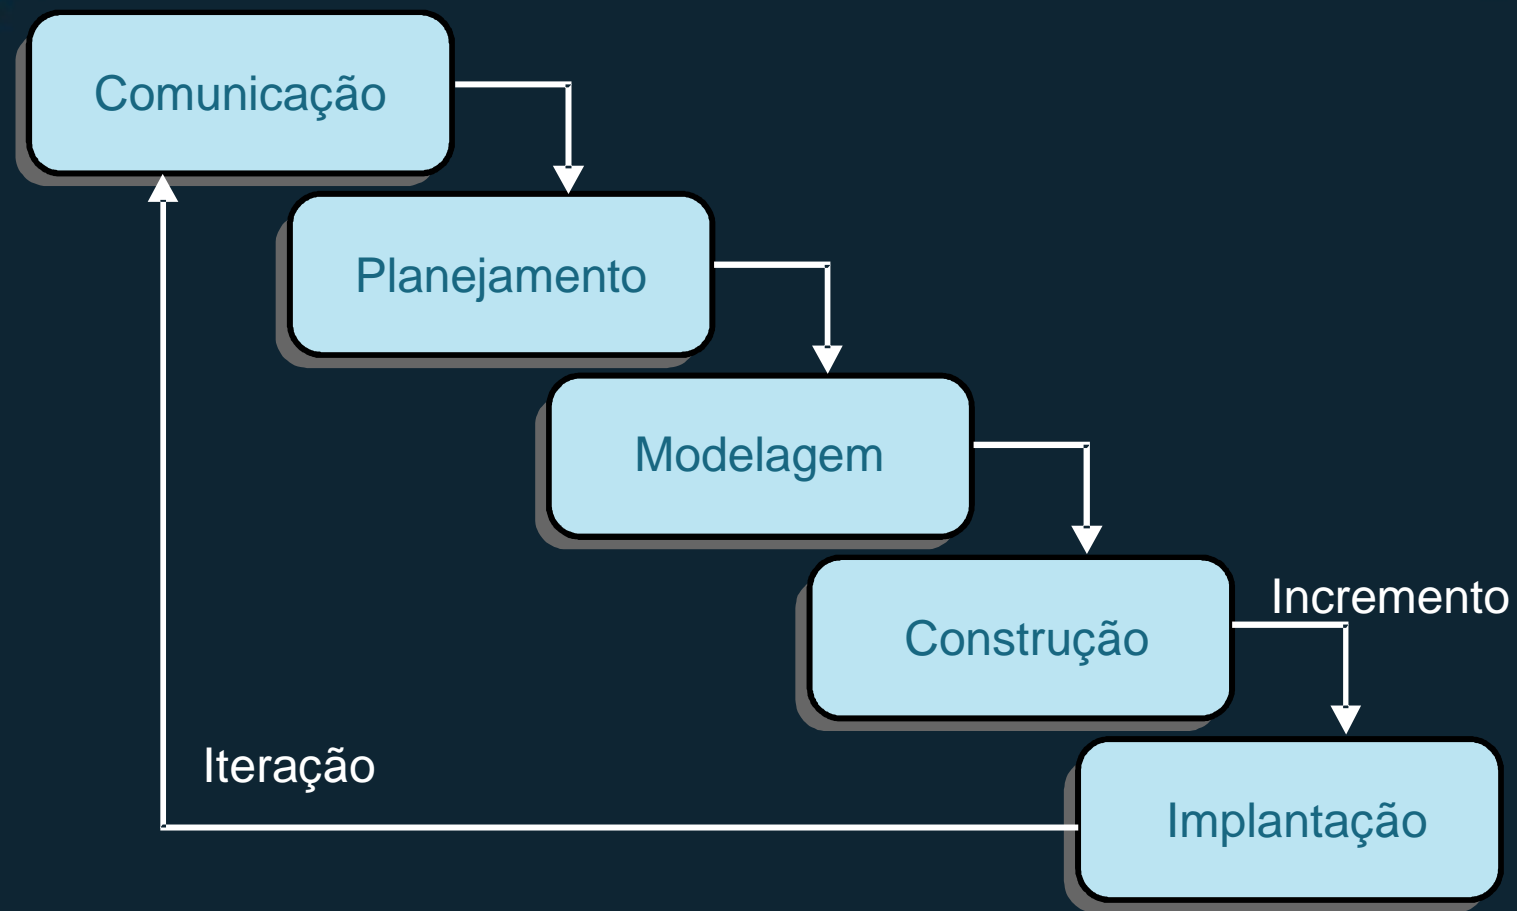 Comunicação
Planejamento
Modelagem
Incremento
Construção
Iteração
Implantação